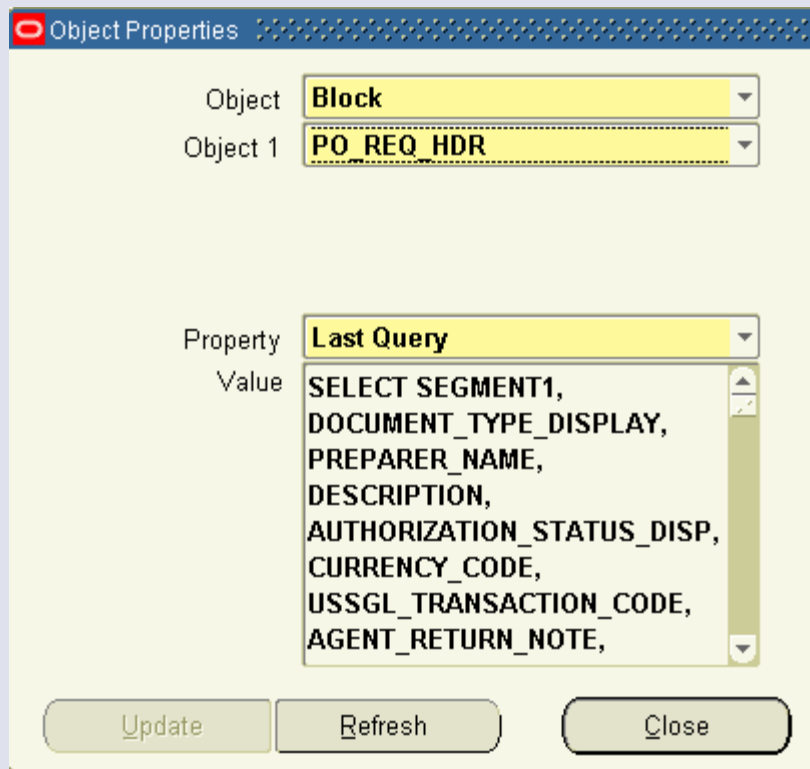 Object Properties
Object Block
Object 1 PO_REQ_HDR
Property Last Query
Value SELECT SEGMENT1,
DOCUMENT_TYPE_DISPLAY,
PREPARER_NAME,
DESCRIPTION,
AUTHORIZATION_STATUS_DISP,
CURRENCY_CODE,
USSGL_TRANSACTION_CODE,
AGENT_RETURN_NOTE,
Update Refresh Close